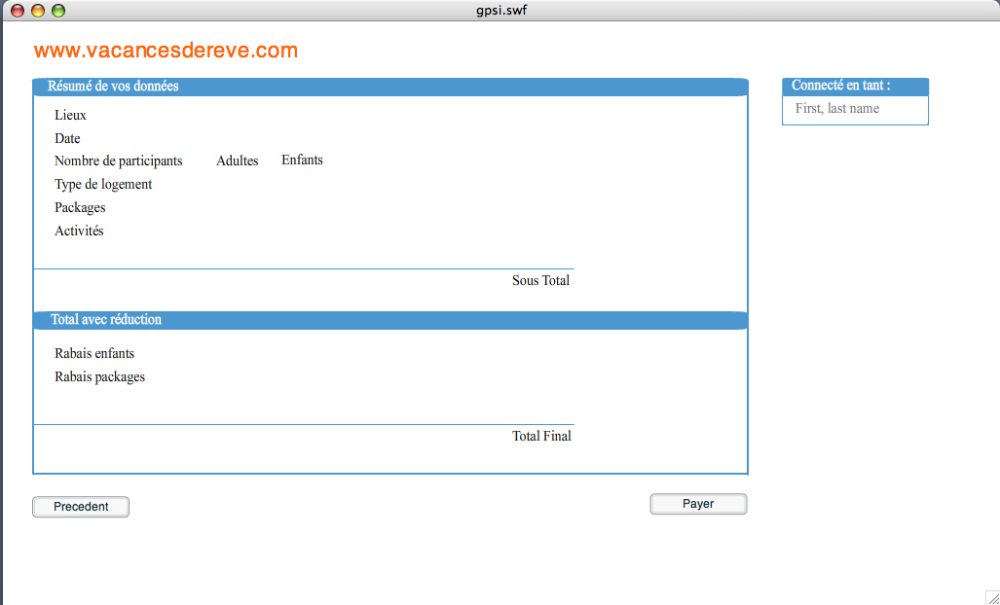 gpsi.swf
www.vacancesdereve.com
Résumé de vos données
Lieux
Date
Nombre de participants Adultes Enfants
Type de logement
Packages
Activités
Sous Total
Total avec réduction
Rabais enfants
Rabais packages
Total Final
Precedent Payer
Connecté en tant :
First, last name